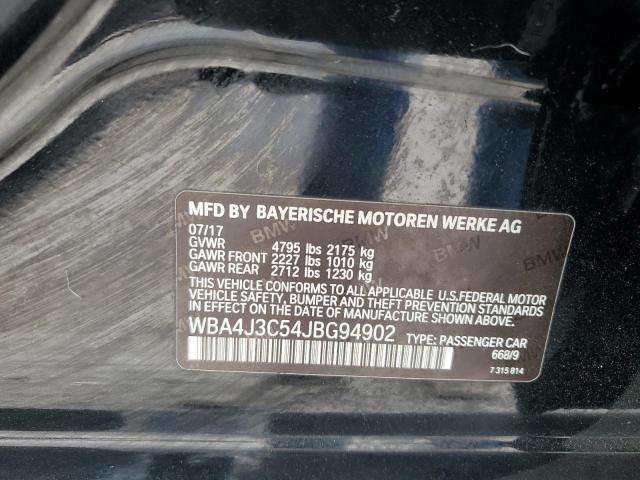 MFD BY BAYERISCHE MOTOREN WERKE AG
07/17
GVWR 4795 lbs 2175 kg
GAWR FRONT 2227 lbs 1010 kg
GAWR REAR 2712 lbs 1230 kg
THIS VEHICLE CONFORMS TO ALL APPLICABLE U.S.FEDERAL MOTOR
VEHICLE SAFETY, BUMPER AND THEFT PREVENTION STANDARDS
IN EFFECT ON THE DATE OF MANUFACTURE SHOWN ABOVE.
WBA4J3C54JBG94902 TYPE: PASSENGER CAR
668/9
7 315 814